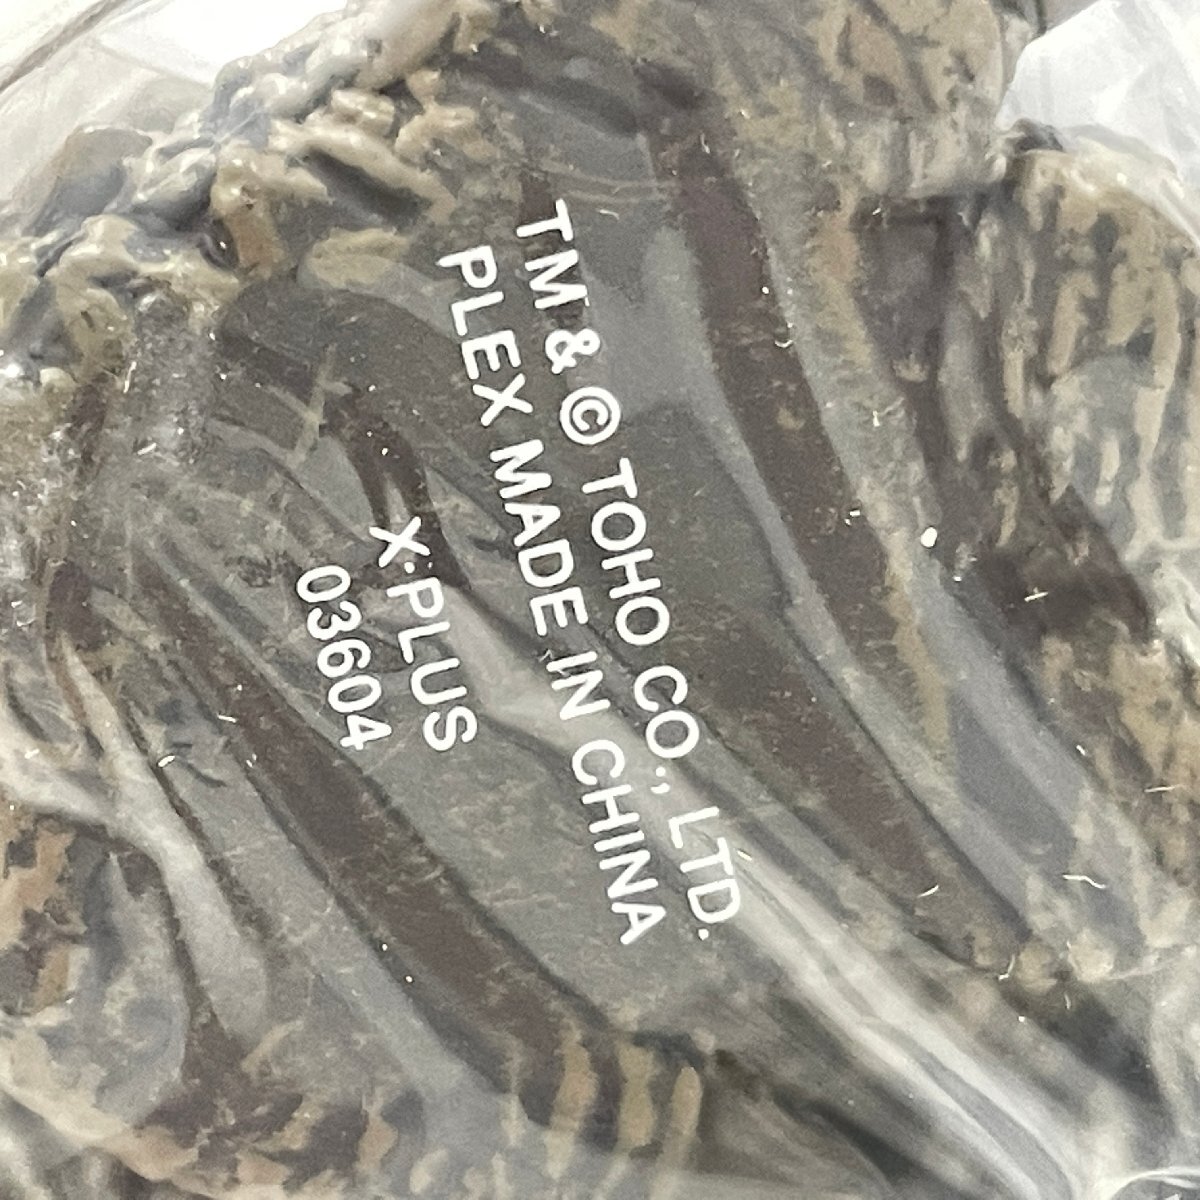 TM & © TOHO CO., LTD.
PLEX MADE IN CHINA
X-PLUS
03604